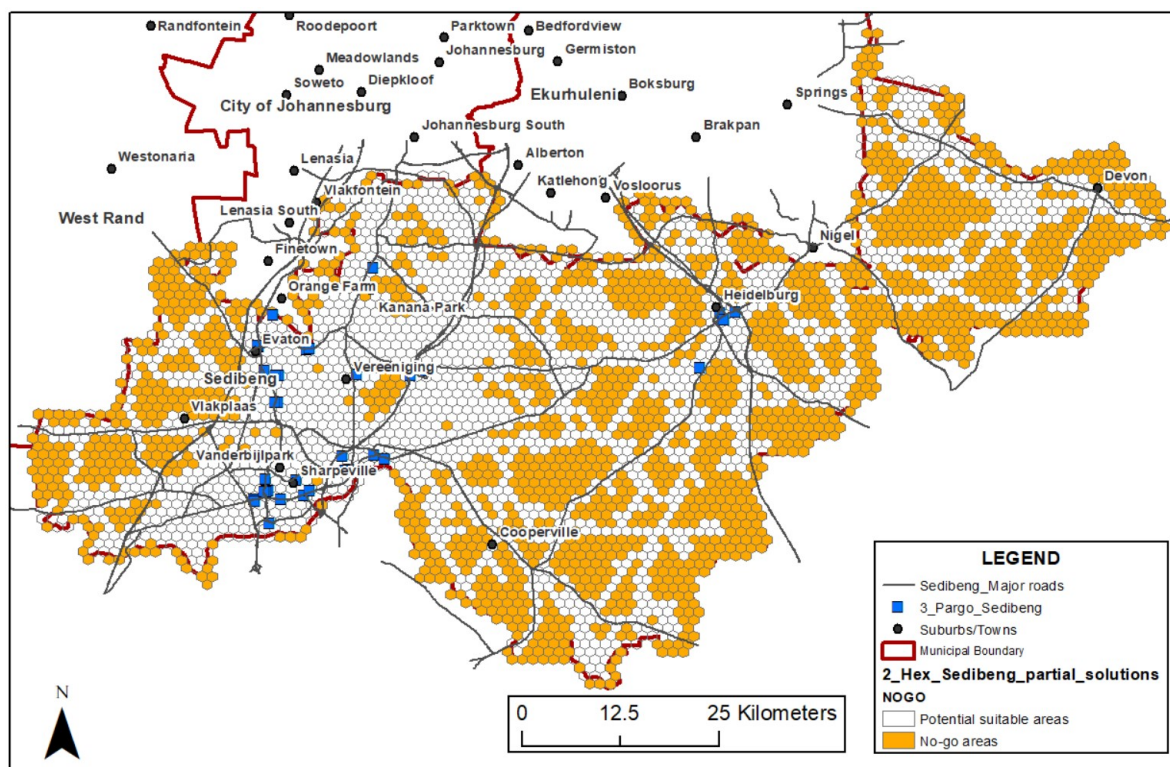 Randfontein
Roodepoort
Parktown
Bedfordview
Meadowlands
Johannesburg
Germiston
Soweto
Diepkloof
City of Johannesburg
Ekurhuleni
Boksburg
Springs
Johannesburg South
Brakpan
Westonaria
Lenasia
Alberton
Katlehong
Vosloorus
Devon
Vlakfontein
West Rand
Lenasia South
Nigel
Finetown
Orange Farm
Kanana Park
Heidelburg
Evaton
Sedibeng
Vereeniging
Vlakplaas
Vanderbijlpark
Sharpeville
Cooperville
LEGEND
Sedibeng_Major roads
3_Pargo_Sedibeng
Suburbs/Towns
Municipal Boundary
2_Hex_Sedibeng_partial_solutions
NOGO
Potential suitable areas
No-go areas
N
0 12.5 25 Kilometers